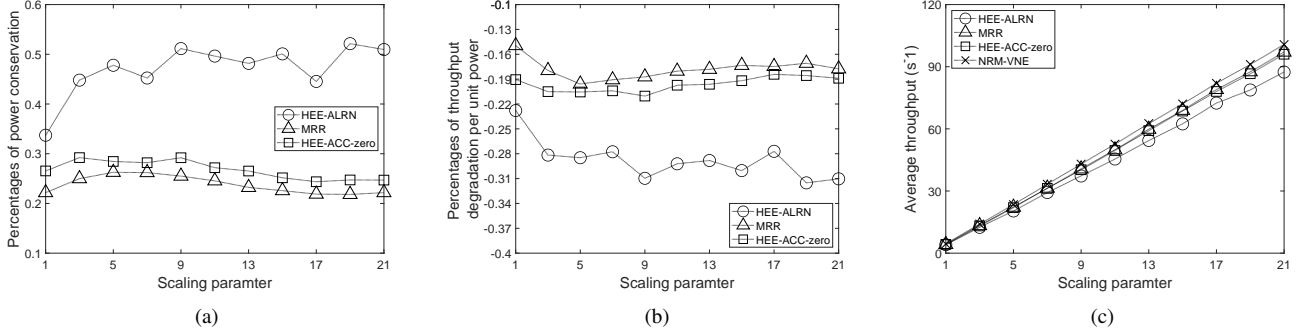 0.6
0.5
0.4
0.3
0.2
0.1
Percentages of power conservation
HEE-ALRN
MRR
HEE-ACC-zero
1 5 9 13 17 21
Scaling paramter
(a)
-0.1
-0.13
-0.16
-0.19
-0.22
-0.25
-0.28
-0.31
-0.34
-0.37
-0.4
Percentages of throughput
degradation per unit power
HEE-ALRN
MRR
HEE-ACC-zero
1 5 9 13 17 21
Scaling paramter
(b)
120
90
60
30
0
Average throughput (s⁻¹)
HEE-ALRN
MRR
HEE-ACC-zero
NRM-VNE
1 5 9 13 17 21
Scaling paramter
(c)